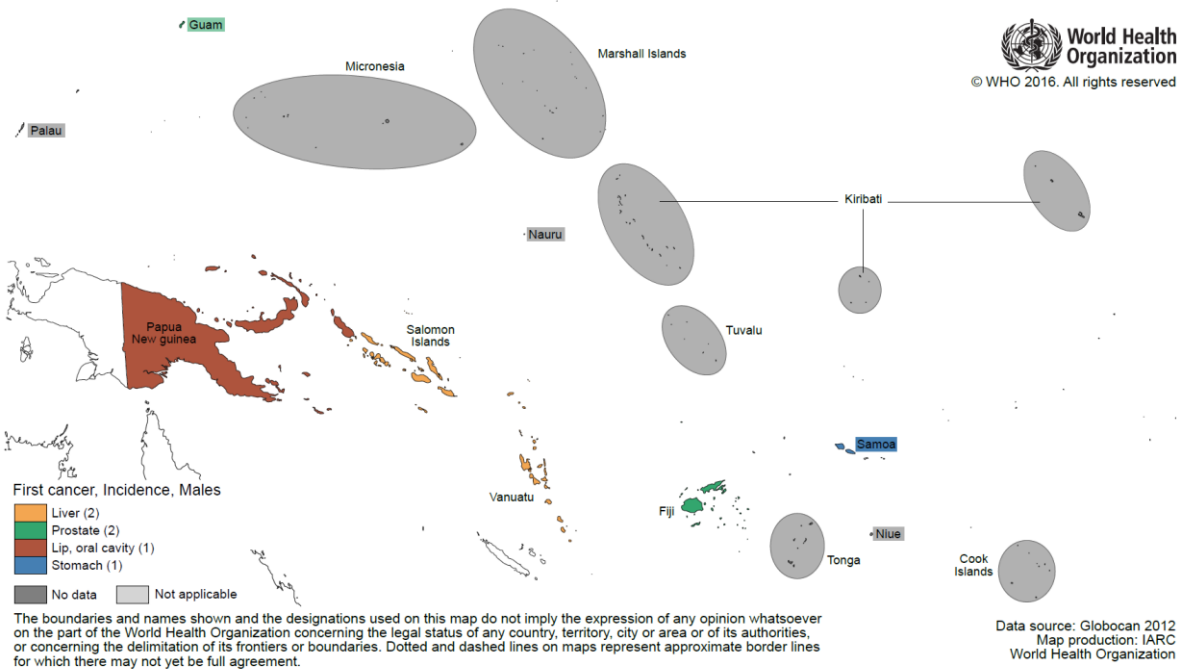 Guam
World Health
Organization
© WHO 2016. All rights reserved
Marshall Islands
Micronesia
Palau
Kiribati
Nauru
Papua
New guinea
Salomon
Islands
Tuvalu
Samoa
First cancer, Incidence, Males
Liver (2)
Prostate (2)
Lip, oral cavity (1)
Stomach (1)
No data
Not applicable
Vanuatu
Fiji
Niue
Tonga
Cook
Islands
The boundaries and names shown and the designations used on this map do not imply the expression of any opinion whatsoever
on the part of the World Health Organization concerning the legal status of any country, territory, city or area or of its authorities,
or concerning the delimitation of its frontiers or boundaries. Dotted and dashed lines on maps represent approximate border lines
for which there may not yet be full agreement.
Data source: Globocan 2012
Map production: IARC
World Health Organization